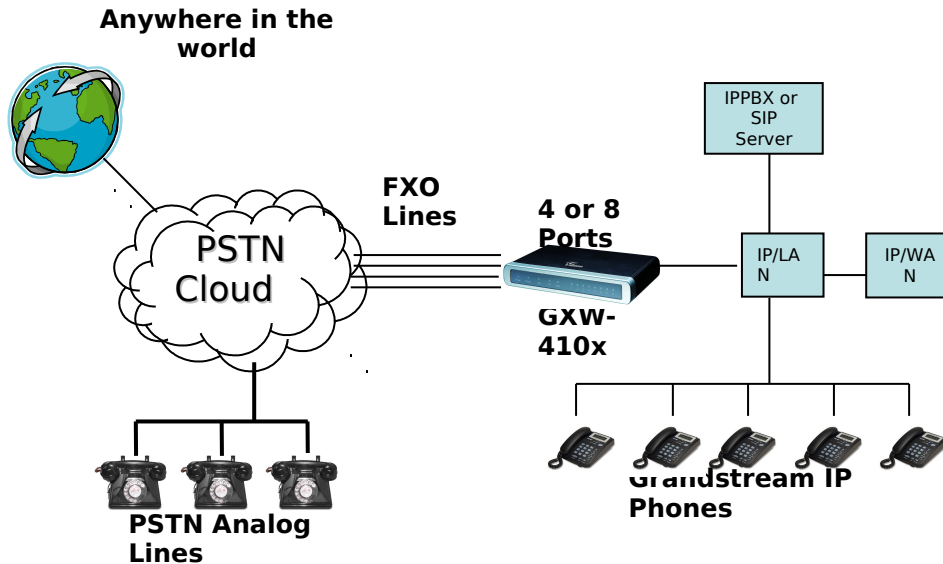 Anywhere in the
world
IPPBX or
SIP
Server
FXO
Lines
4 or 8
Ports
PSTN
Cloud
IP/LA
N
IP/WA
N
GXW-
410x
Grandstream IP
Phones
PSTN Analog
Lines